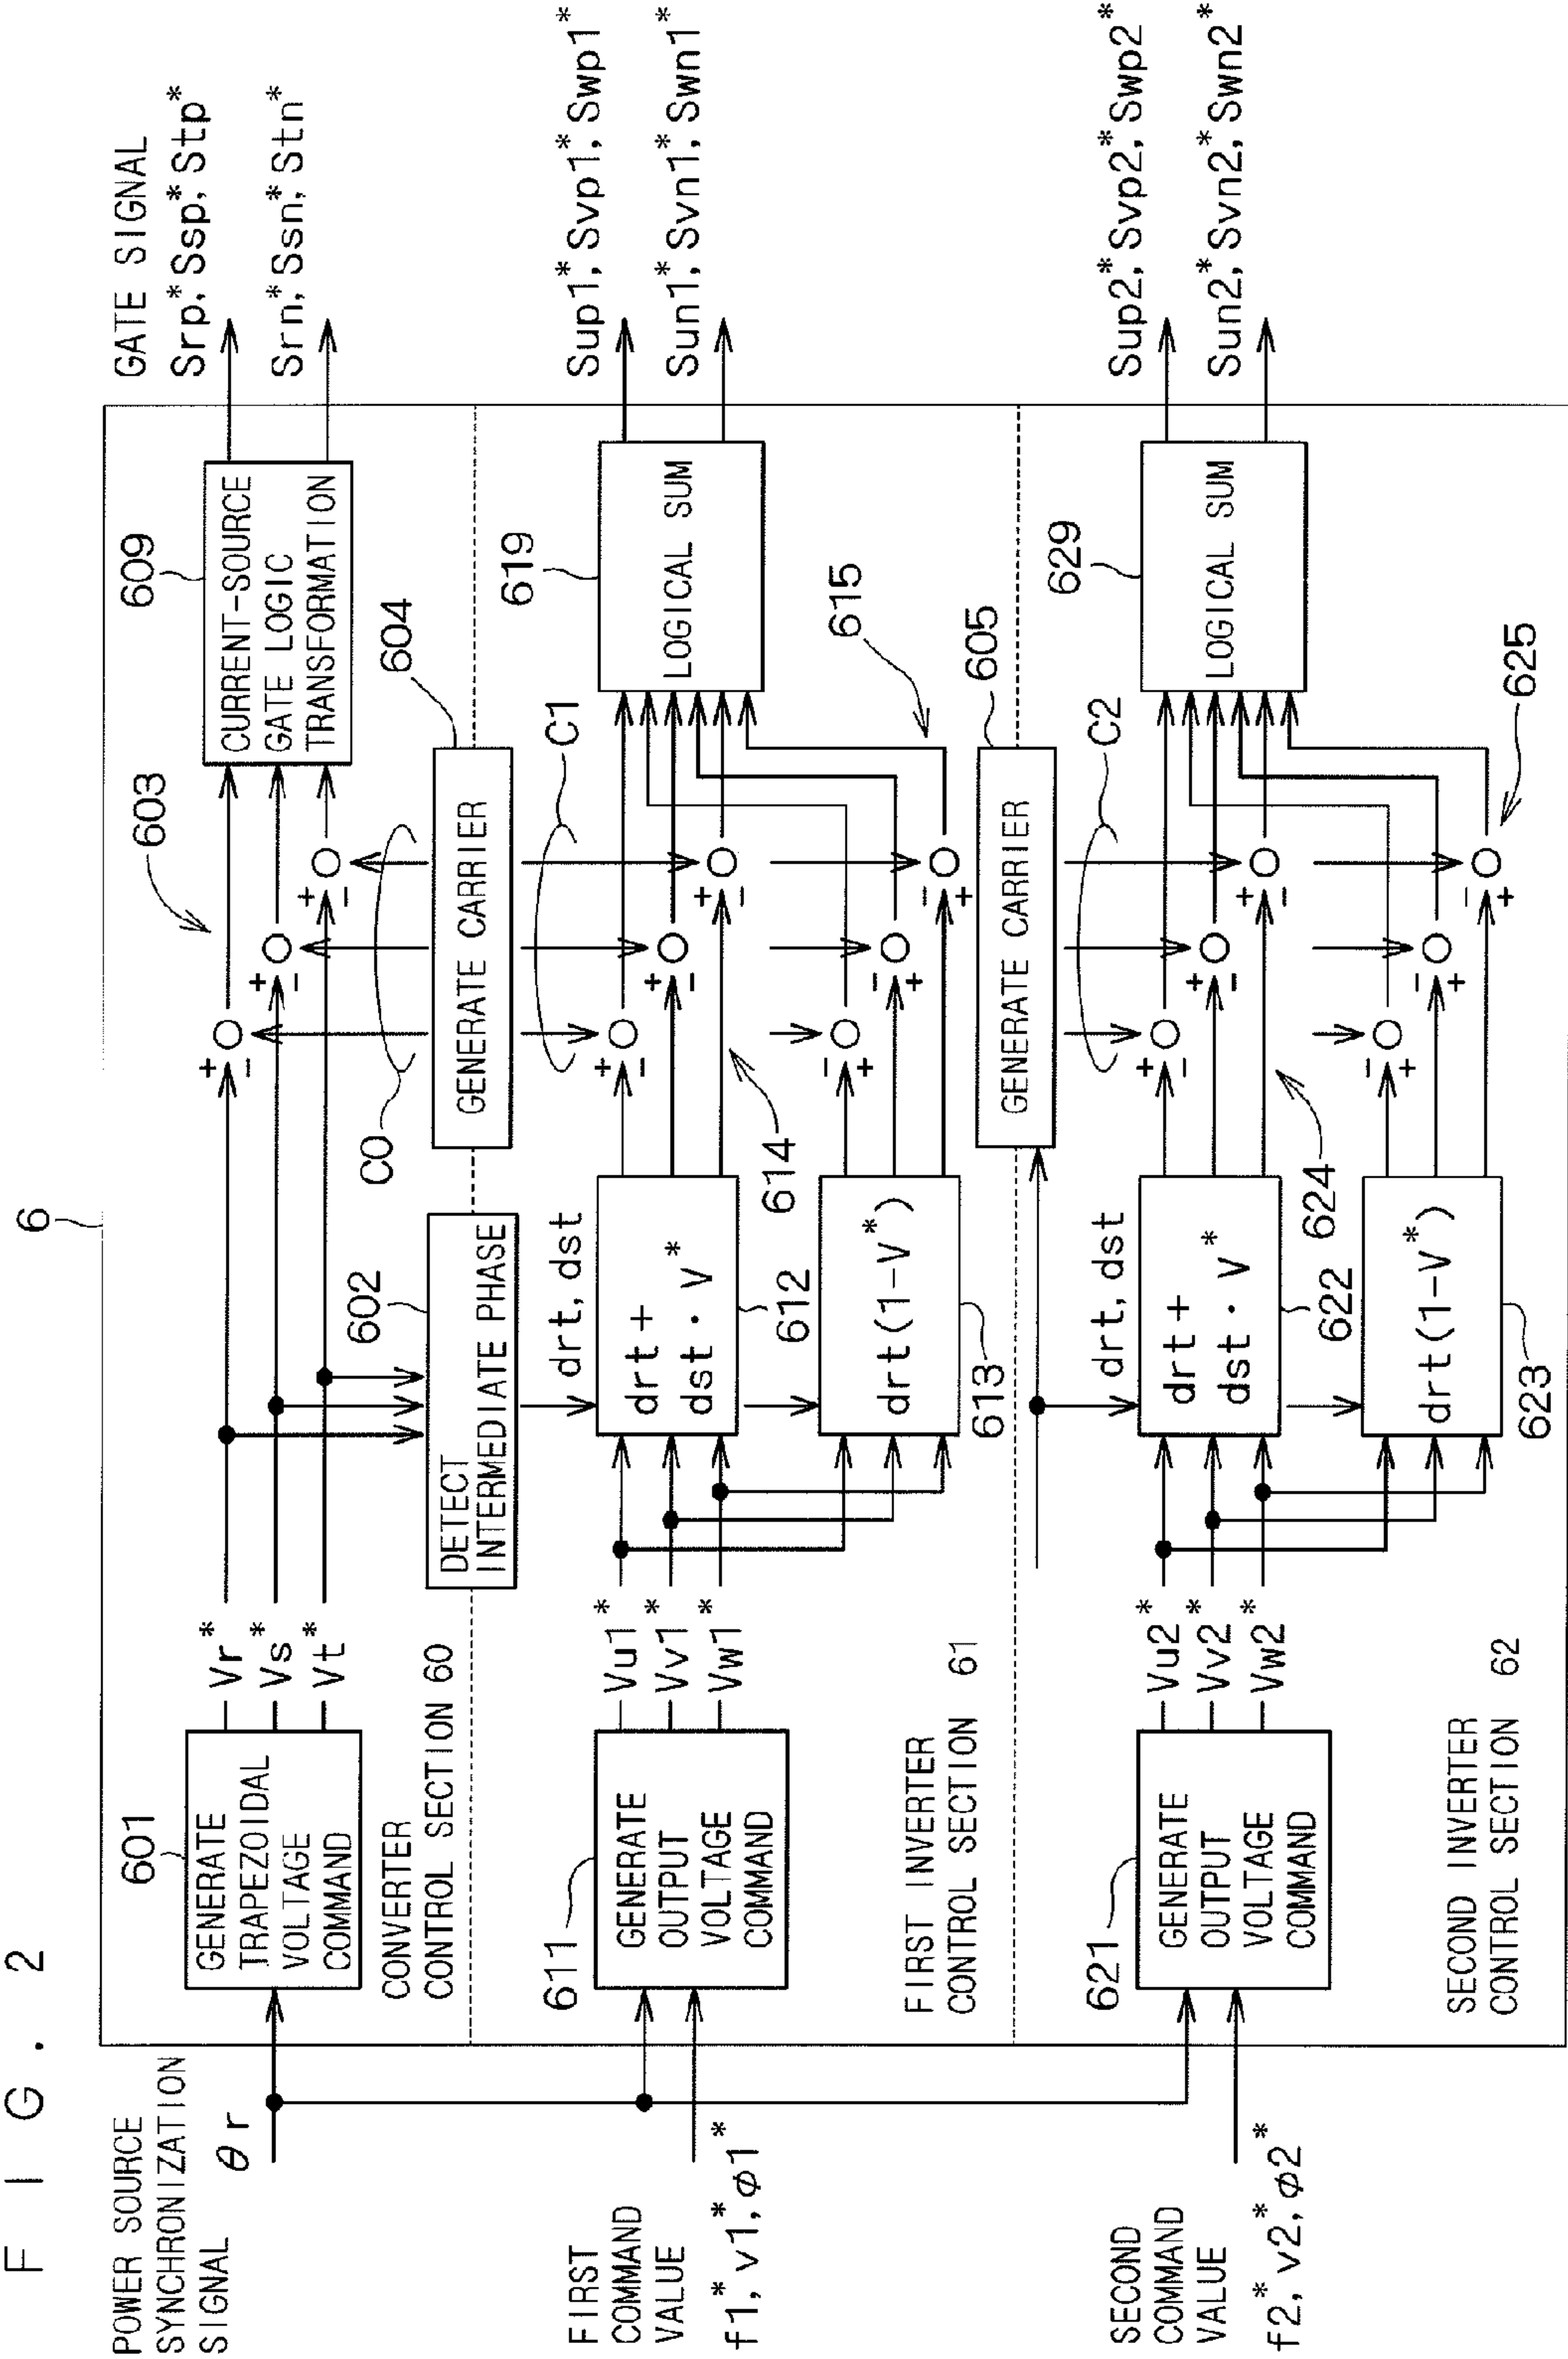 FIG. 2
6
POWER SOURCE
SYNCHRONIZATION
SIGNAL
θr
601
GENERATE
TRAPEZOIDAL
VOLTAGE
COMMAND
Vr*
Vs*
Vt*
CONVERTER
CONTROL SECTION 60
602
DETECT
INTERMEDIATE PHASE
603
C0
604
GENERATE CARRIER
609
CURRENT-SOURCE
GATE LOGIC
TRANSFORMATION
GATE SIGNAL
Srp*, Ssp*, Stp*
Srn*, Ssn*, Stn*
+
-
+
-
+
-
FIRST
COMMAND
VALUE
f1*, v1*, φ1*
611
GENERATE
OUTPUT
VOLTAGE
COMMAND
Vu1*
Vv1*
Vw1*
FIRST INVERTER
CONTROL SECTION 61
drt, dst
drt+
dst・V*
612
drt(1-V*)
613
614
C1
615
619
LOGICAL SUM
Sup1*, Svp1*, Swp1*
Sun1*, Svn1*, Swn1*
+
-
+
-
+
-
-
+
-
+
-
+
605
GENERATE CARRIER
SECOND
COMMAND
VALUE
f2*, v2*, φ2*
621
GENERATE
OUTPUT
VOLTAGE
COMMAND
Vu2*
Vv2*
Vw2*
SECOND INVERTER
CONTROL SECTION 62
drt, dst
drt+
dst・V*
622
drt(1-V*)
623
624
C2
625
629
LOGICAL SUM
Sup2*, Svp2*, Swp2*
Sun2*, Svn2*, Swn2*
+
-
+
-
+
-
-
+
-
+
-
+